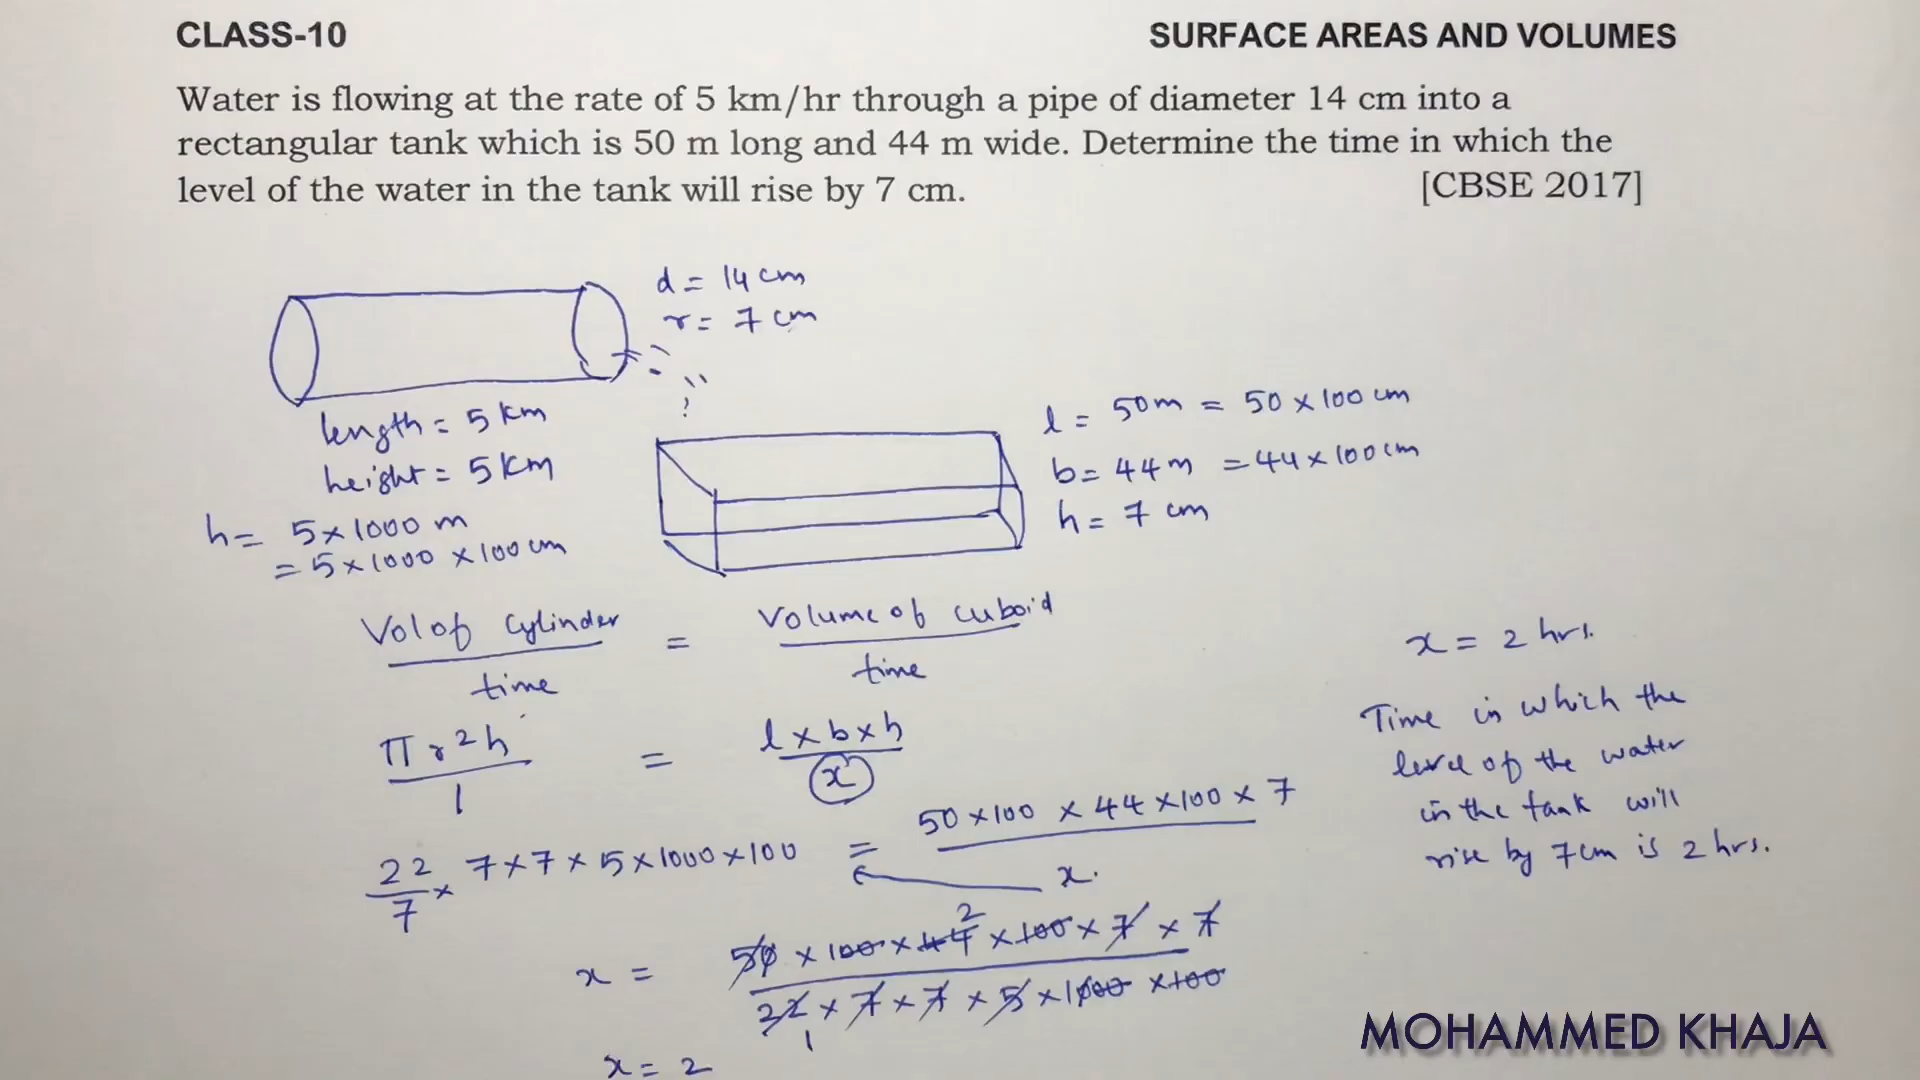 CLASS-10
SURFACE AREAS AND VOLUMES
Water is flowing at the rate of 5 km/hr through a pipe of diameter 14 cm into a
rectangular tank which is 50 m long and 44 m wide. Determine the time in which the
level of the water in the tank will rise by 7 cm.
[CBSE 2017]
d = 14 cm
r = 7 cm
length = 5 km
height = 5 km
h = 5 × 1000 m
= 5 × 1000 × 100 cm
l = 50m = 50 × 100 cm
b = 44 m = 44 × 100 cm
h = 7 cm
Vol of cylinder / time = Volume of cuboid / time
πr²h / 1 = l × b × h / x
22/7 × 7 × 7 × 5 × 1000 × 100 = 50 × 100 × 44 × 100 × 7 / x.
2
x = 50 × 100 × 44 × 100 × 7 × 7 / 22 × 7 × 7 × 5 × 1000 × 100
1
x = 2
x = 2 hrs.
Time in which the
level of the water
in the tank will
rise by 7cm is 2 hrs.
MOHAMMED KHAJA